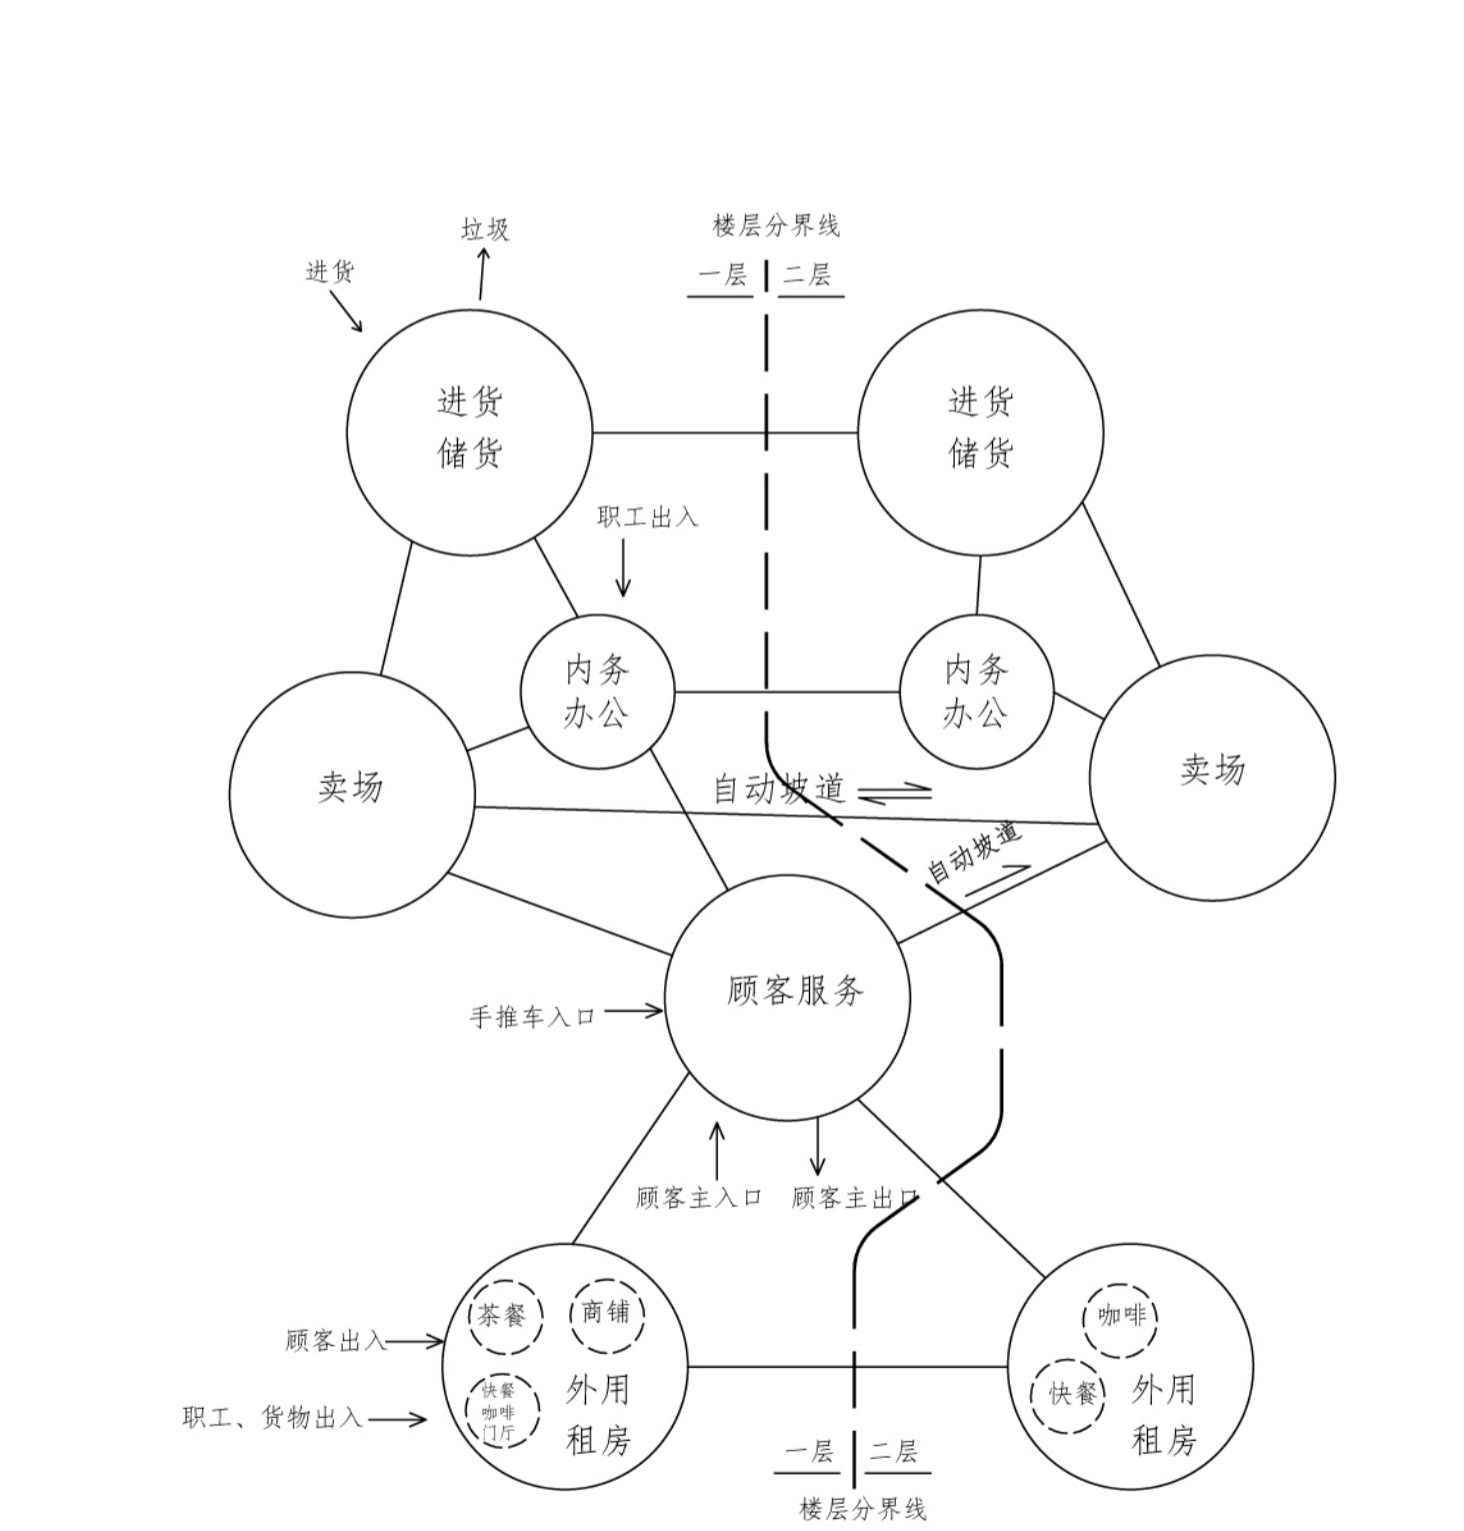 垃圾
楼层分界线
进货
一层
二层
进货
储货
进货
储货
职工出入
内务
办公
内务
办公
卖场
自动坡道
卖场
自动坡道
顾客服务
手推车入口
顾客主入口
顾客主出口
茶餐
商铺
咖啡
顾客出入
快餐
咖啡
门厅
外用
租房
快餐
外用
租房
职工、货物出入
一层
二层
楼层分界线